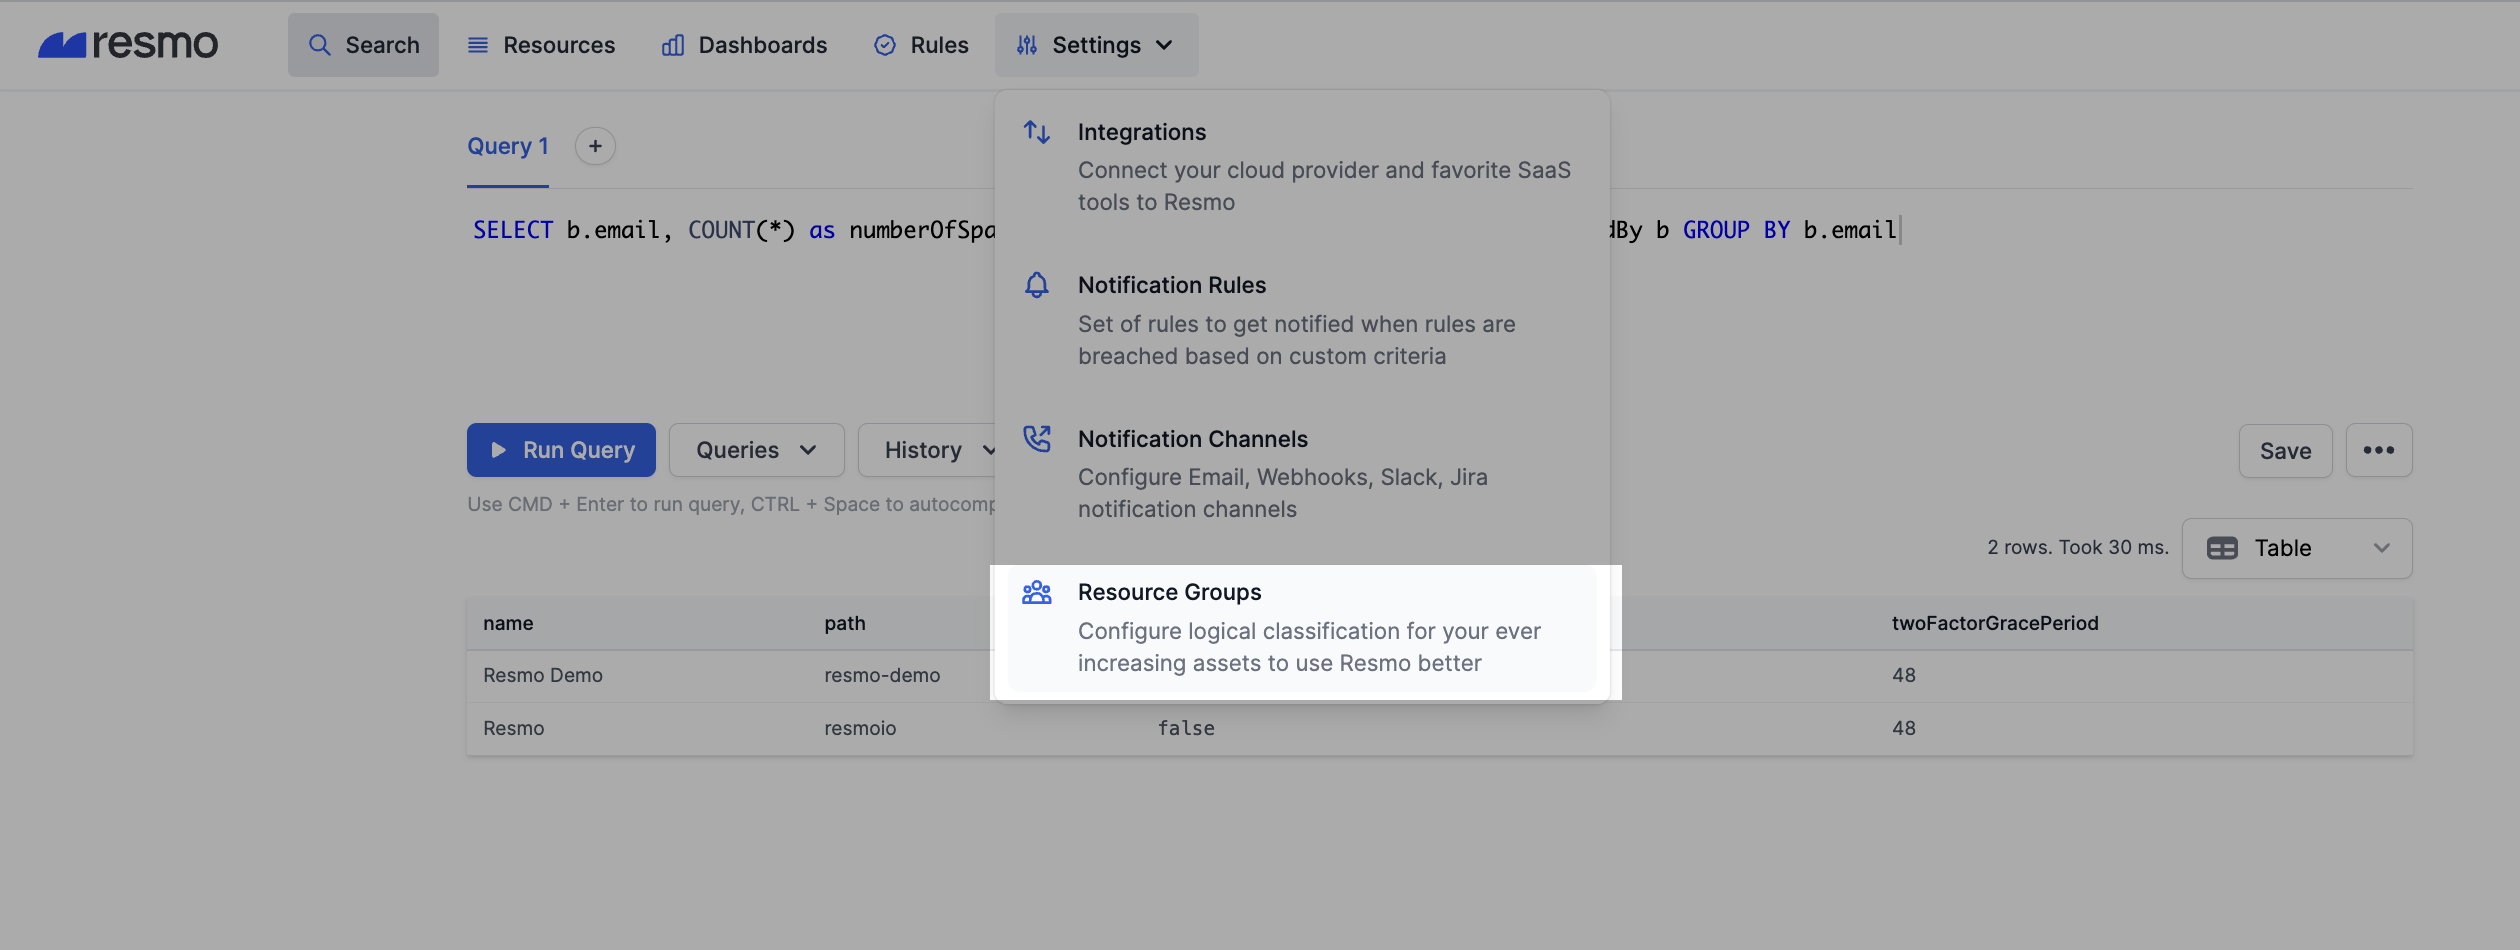 resmo
Search
Resources
Dashboards
Rules
Settings
Query 1
+
SELECT b.email, COUNT(*) as
By b GROUP BY b.email
Integrations
Connect your cloud provider and favorite SaaS
tools to Resmo
Notification Rules
Set of rules to get notified when rules are
breached based on custom criteria
Notification Channels
Configure Email, Webhooks, Slack, Jira
notification channels
Resource Groups
Configure logical classification for your ever
increasing assets to use Resmo better
Run Query
Queries
History
Save
•••
Use CMD + Enter to run query, CTRL + Space to
2 rows. Took 30 ms.
Table
name path twoFactorGracePeriod
Resmo Demo resmo-demo 48
Resmo resmoio false 48